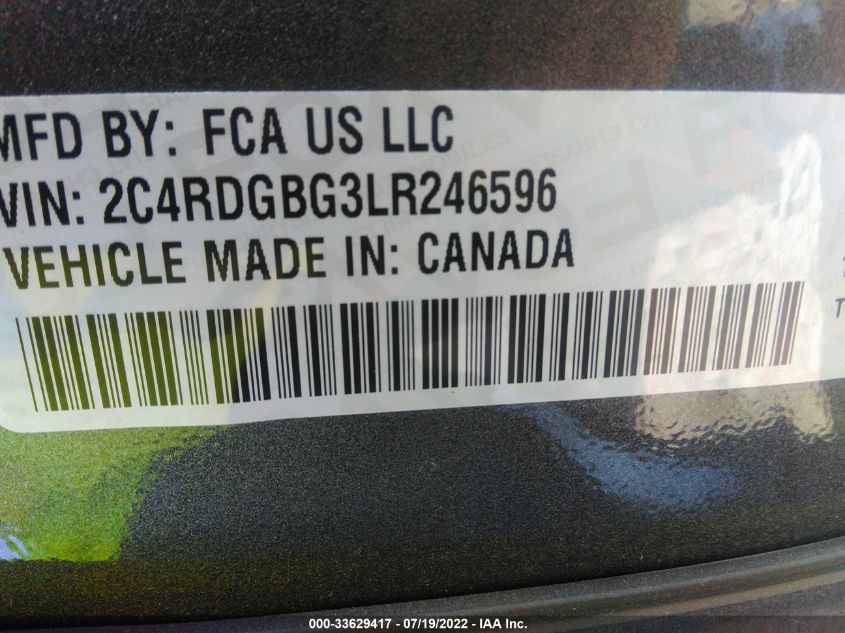 MFD BY: FCA US LLC
VIN: 2C4RDGBG3LR246596
VEHICLE MADE IN: CANADA
T
000-33629417 - 07/19/2022 - IAA Inc.